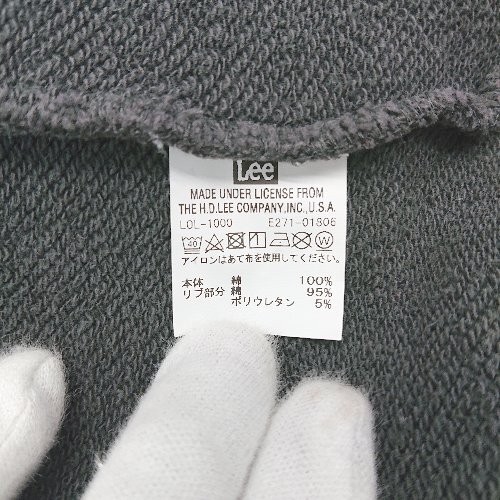 Lee
MADE UNDER LICENSE FROM
THE H.D.LEE COMPANY,INC.,U.S.A.
LOL-1000 E271-01806
40 W
アイロンはあて布を使用して下さい
本体 綿 100%
リブ部分 綿 95%
ポリウレタン 5%